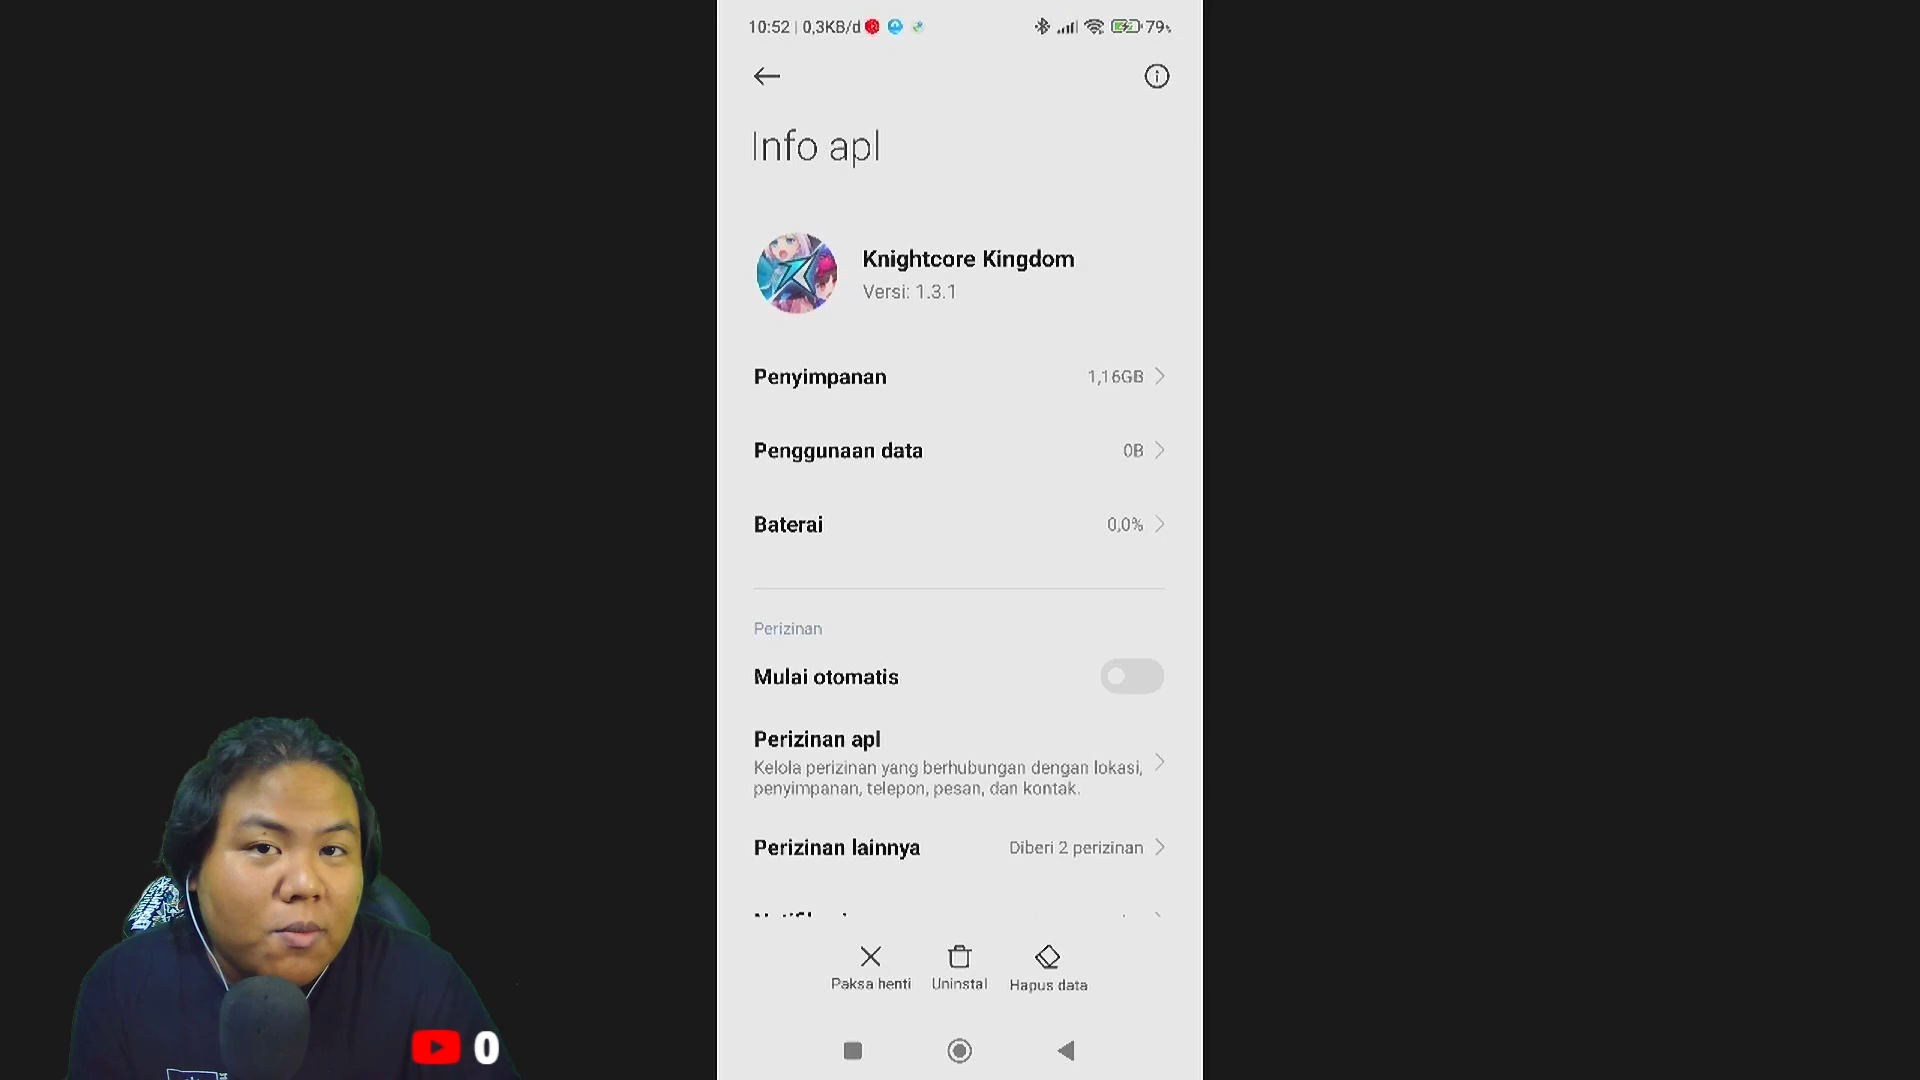 10:52 | 0,3KB/d
79%
Info apl
Knightcore Kingdom
Versi: 1.3.1
Penyimpanan
1,16GB
Penggunaan data
0B
Baterai
0,0%
Perizinan
Mulai otomatis
Perizinan apl
Kelola perizinan yang berhubungan dengan lokasi,
penyimpanan, telepon, pesan, dan kontak.
Perizinan lainnya
Diberi 2 perizinan
Paksa henti
Uninstal
Hapus data
0